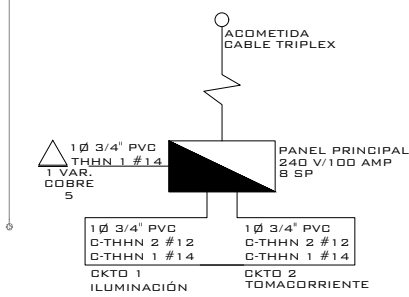 ACOMETIDA
CABLE TRIPLEX
1Ø 3/4" PVC
THHN 1 #14
1 VAR.
COBRE
5
PANEL PRINCIPAL
240 V/100 AMP
8 SP
1Ø 3/4" PVC
C-THHN 2 #12
C-THHN 1 #14
CKTO 1
ILUMINACIÓN
1Ø 3/4" PVC
C-THHN 2 #12
C-THHN 1 #14
CKTO 2
TOMACORRIENTE